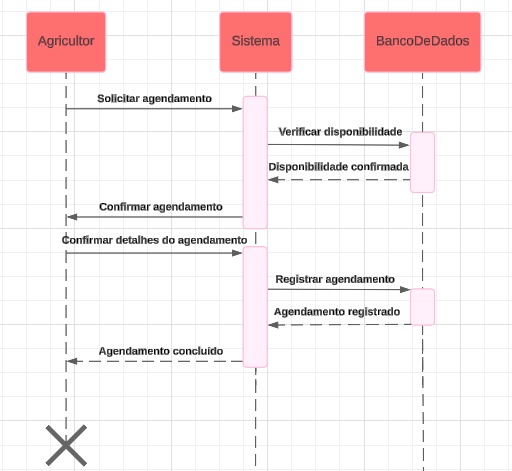 Agricultor
Sistema
BancoDeDados
Solicitar agendamento
Verificar disponibilidade
Disponibilidade confirmada
Confirmar agendamento
Confirmar detalhes do agendamento
Registrar agendamento
Agendamento registrado
Agendamento concluído